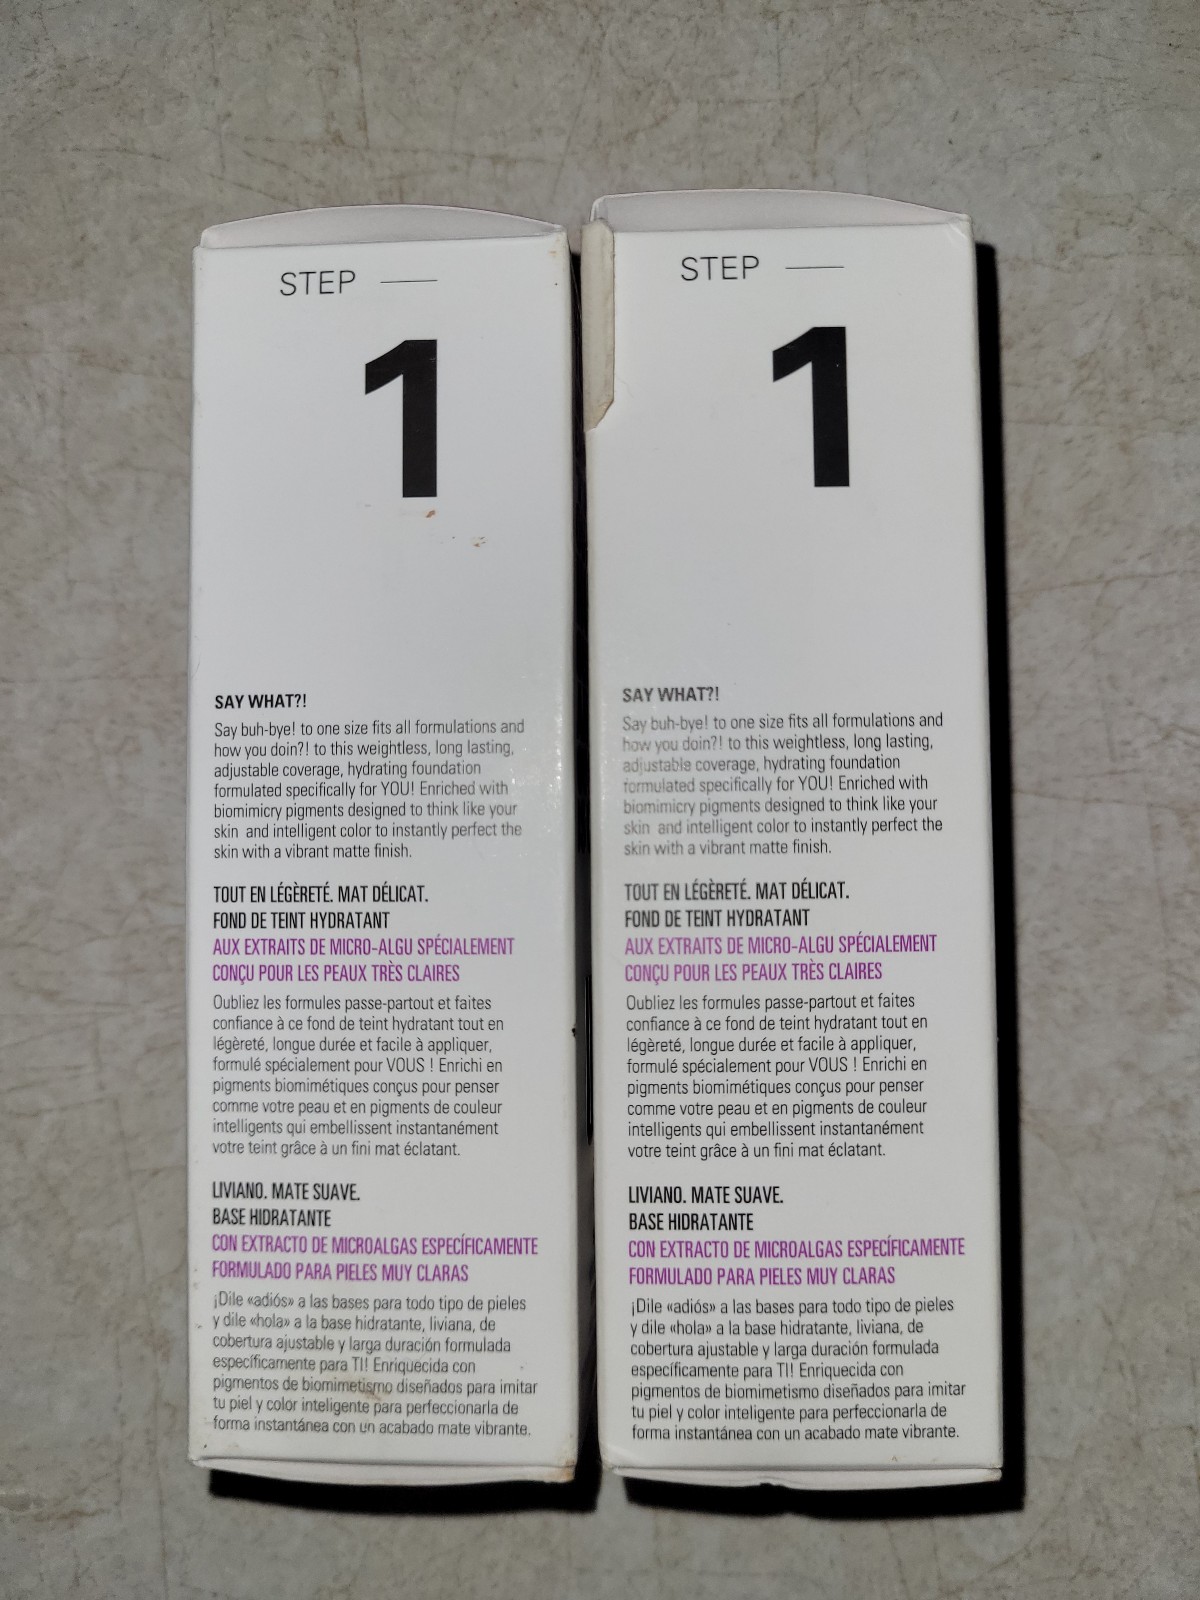 STEP
1
SAY WHAT?!
Say buh-bye! to one size fits all formulations and
how you doin?! to this weightless, long lasting,
adjustable coverage, hydrating foundation
formulated specifically for YOU! Enriched with
biomimicry pigments designed to think like your
skin and intelligent color to instantly perfect the
skin with a vibrant matte finish.
TOUT EN LÉGÈRETÉ. MAT DÉLICAT.
FOND DE TEINT HYDRATANT
AUX EXTRAITS DE MICRO-ALGU SPÉCIALEMENT
CONÇU POUR LES PEAUX TRÈS CLAIRES
Oubliez les formules passe-partout et faites
confiance à ce fond de teint hydratant tout en
légèreté, longue durée et facile à appliquer,
formulé spécialement pour VOUS ! Enrichi en
pigments biomimétiques conçus pour penser
comme votre peau et en pigments de couleur
intelligents qui embellissent instantanément
votre teint grâce à un fini mat éclatant.
LIVIANO. MATE SUAVE.
BASE HIDRATANTE
CON EXTRACTO DE MICROALGAS ESPECÍFICAMENTE
FORMULADO PARA PIELES MUY CLARAS
¡Dile «adiós» a las bases para todo tipo de pieles
y dile «hola» a la base hidratante, liviana, de
cobertura ajustable y larga duración formulada
específicamente para TI! Enriquecida con
pigmentos de biomimetismo diseñados para imitar
tu piel y color inteligente para perfeccionarla de
forma instantánea con un acabado mate vibrante.
STEP
1
SAY WHAT?!
Say buh-bye! to one size fits all formulations and
how you doin?! to this weightless, long lasting,
adjustable coverage, hydrating foundation
formulated specifically for YOU! Enriched with
biomimicry pigments designed to think like your
skin and intelligent color to instantly perfect the
skin with a vibrant matte finish.
TOUT EN LÉGÈRETÉ. MAT DÉLICAT.
FOND DE TEINT HYDRATANT
AUX EXTRAITS DE MICRO-ALGU SPÉCIALEMENT
CONÇU POUR LES PEAUX TRÈS CLAIRES
Oubliez les formules passe-partout et faites
confiance à ce fond de teint hydratant tout en
légèreté, longue durée et facile à appliquer,
formulé spécialement pour VOUS ! Enrichi en
pigments biomimétiques conçus pour penser
comme votre peau et en pigments de couleur
intelligents qui embellissent instantanément
votre teint grâce à un fini mat éclatant.
LIVIANO. MATE SUAVE.
BASE HIDRATANTE
CON EXTRACTO DE MICROALGAS ESPECÍFICAMENTE
FORMULADO PARA PIELES MUY CLARAS
¡Dile «adiós» a las bases para todo tipo de pieles
y dile «hola» a la base hidratante, liviana, de
cobertura ajustable y larga duración formulada
específicamente para TI! Enriquecida con
pigmentos de biomimetismo diseñados para imitar
tu piel y color inteligente para perfeccionarla de
forma instantánea con un acabado mate vibrante.